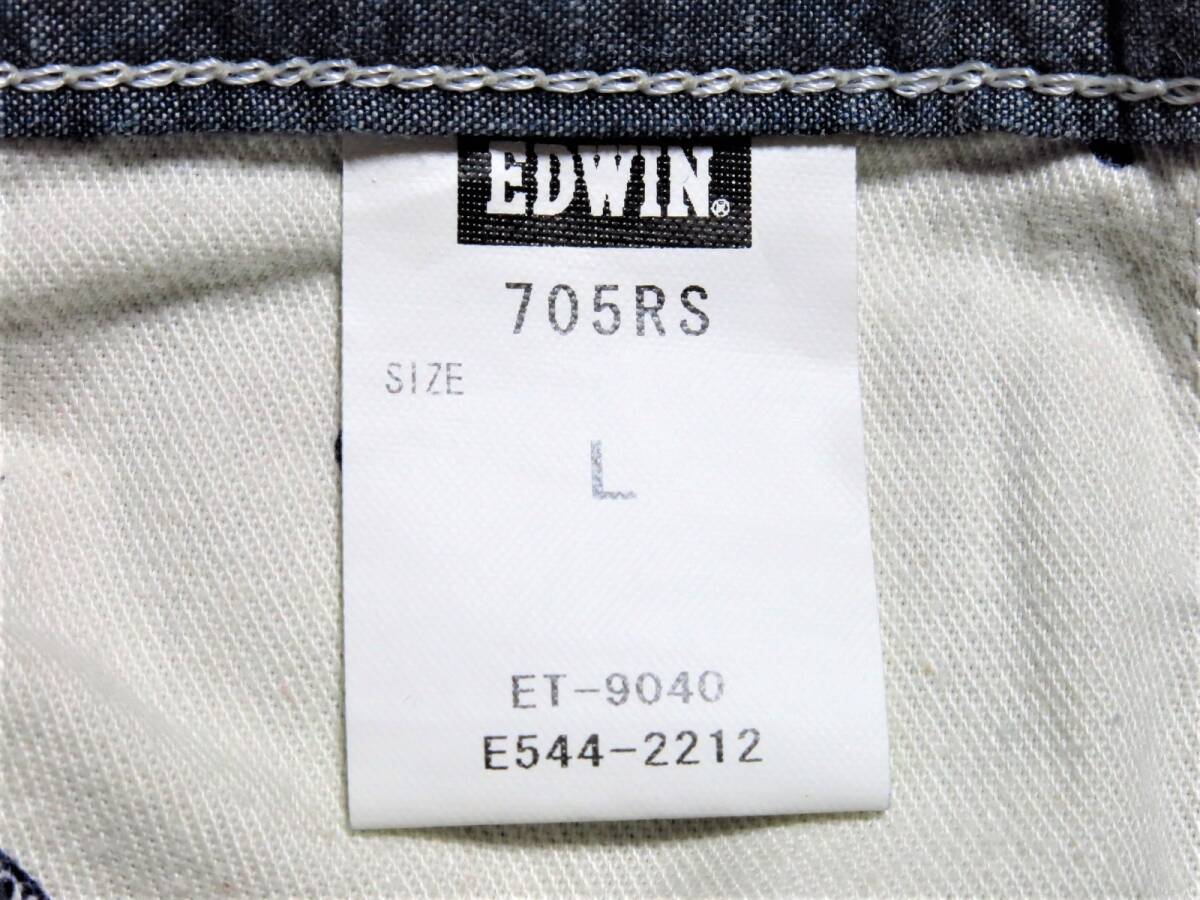 EDWIN®
705RS
SIZE
L
ET-9040
E544-2212